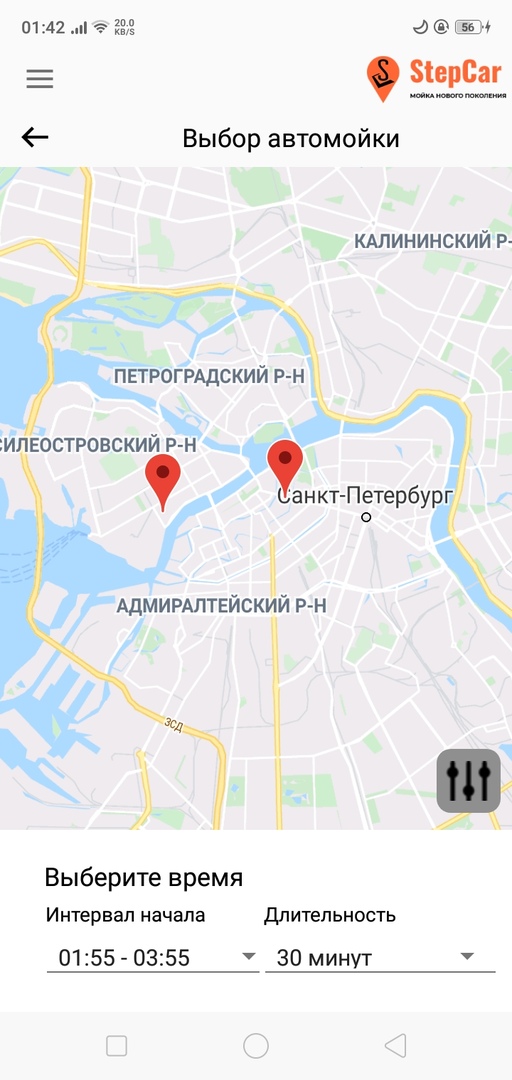 01:42 20.0 KB/S 56
StepCar
МОЙКА НОВОГО ПОКОЛЕНИЯ
Выбор автомойки
КАЛИНИНСКИЙ Р-
ПЕТРОГРАДСКИЙ Р-Н
СИЛЕОСТРОВСКИЙ Р-Н
Санкт-Петербург
АДМИРАЛТЕЙСКИЙ Р-Н
ЗСД
Выберите время
Интервал начала Длительность
01:55 - 03:55 30 минут